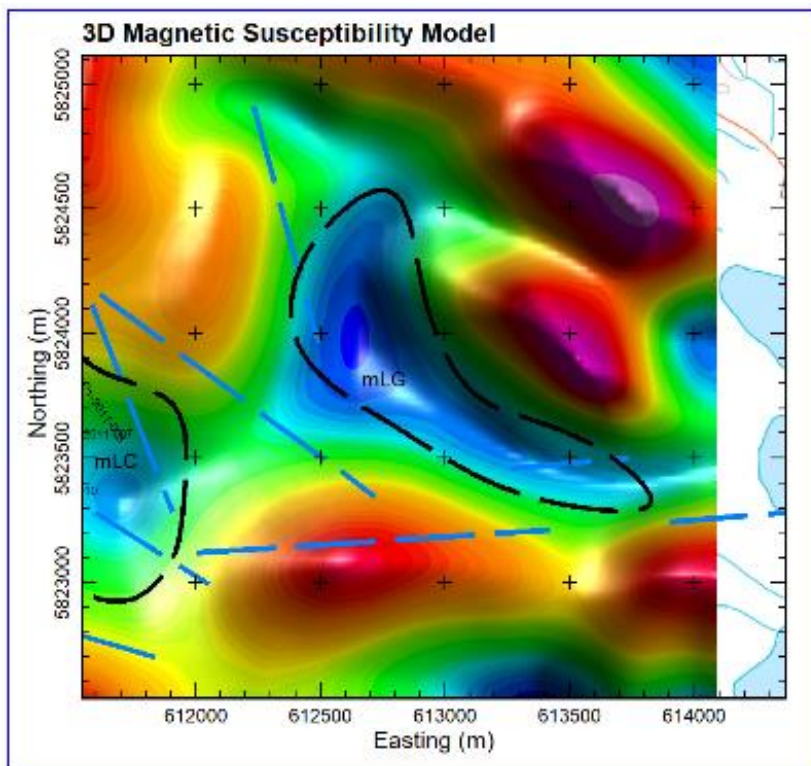 3D Magnetic Susceptibility Model
5825000
5824500
5824000
5823500
5823000
Northing (m)
mLG
mLC
612000 612500 613000 613500 614000
Easting (m)